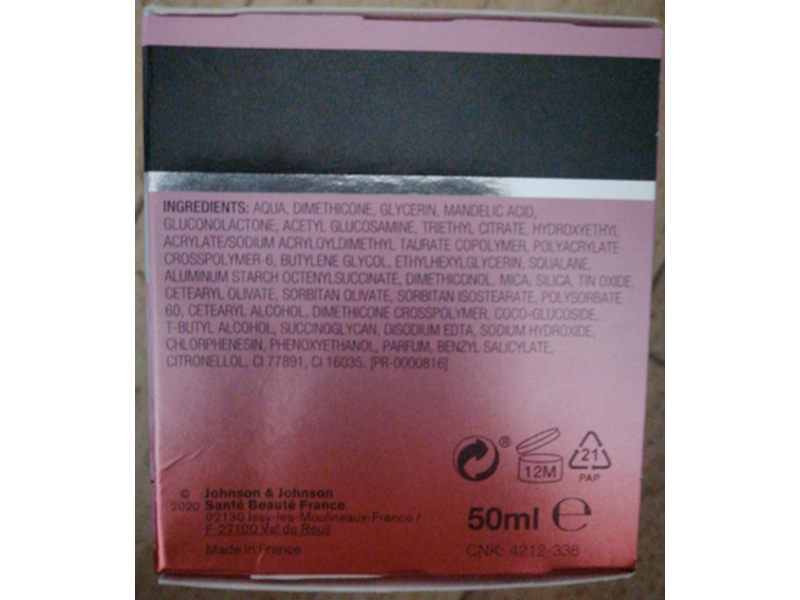 INGREDIENTS: AQUA, DIMETHICONE, GLYCERIN, MANDELIC ACID,
GLUCONOLACTONE, ACETYL GLUCOSAMINE, TRIETHYL CITRATE, HYDROXYETHYL
ACRYLATE/SODIUM ACRYLOYLDIMETHYL TAURATE COPOLYMER, POLYACRYLATE
CROSSPOLYMER-6, BUTYLENE GLYCOL, ETHYLHEXYLGLYCERIN, SQUALANE,
ALUMINUM STARCH OCTENYLSUCCINATE, DIMETHICONOL, MICA, SILICA, TIN OXIDE,
CETEARYL OLIVATE, SORBITAN OLIVATE, SORBITAN ISOSTEARATE, POLYSORBATE
60, CETEARYL ALCOHOL, DIMETHICONE CROSSPOLYMER, COCO-GLUCOSIDE,
T-BUTYL ALCOHOL, SUCCINOGLYCAN, DISODIUM EDTA, SODIUM HYDROXIDE,
CHLORPHENESIN, PHENOXYETHANOL, PARFUM, BENZYL SALICYLATE,
CITRONELLOL, CI 77891, CI 16035. [PR-0000816]
®
12M
21
PAP
© Johnson & Johnson
2020 Santé Beauté France
92130 Issy-les-Moulineaux-France /
F-27100 Val de Reuil
Made in France
50ml e
CNK: 4212-338